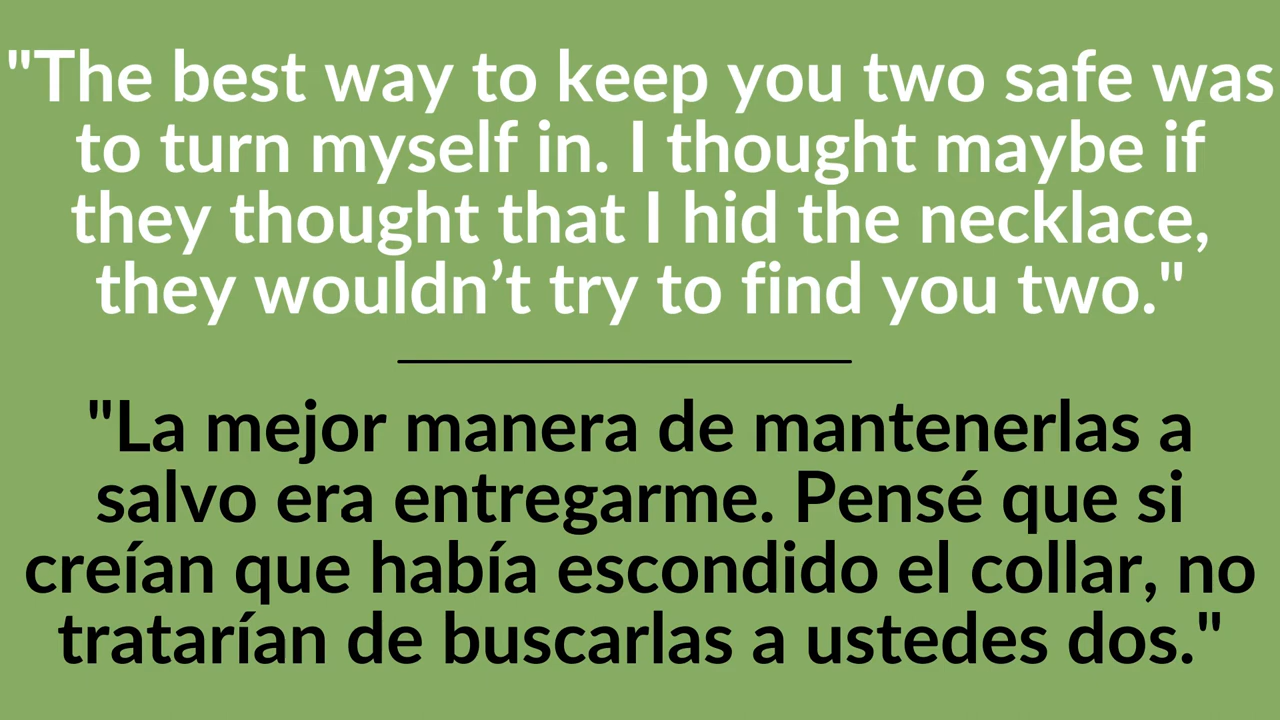 "The best way to keep you two safe was
to turn myself in. I thought maybe if
they thought that I hid the necklace,
they wouldn’t try to find you two."
"La mejor manera de mantenerlas a
salvo era entregarme. Pensé que si
creían que había escondido el collar, no
tratarían de buscarlas a ustedes dos."